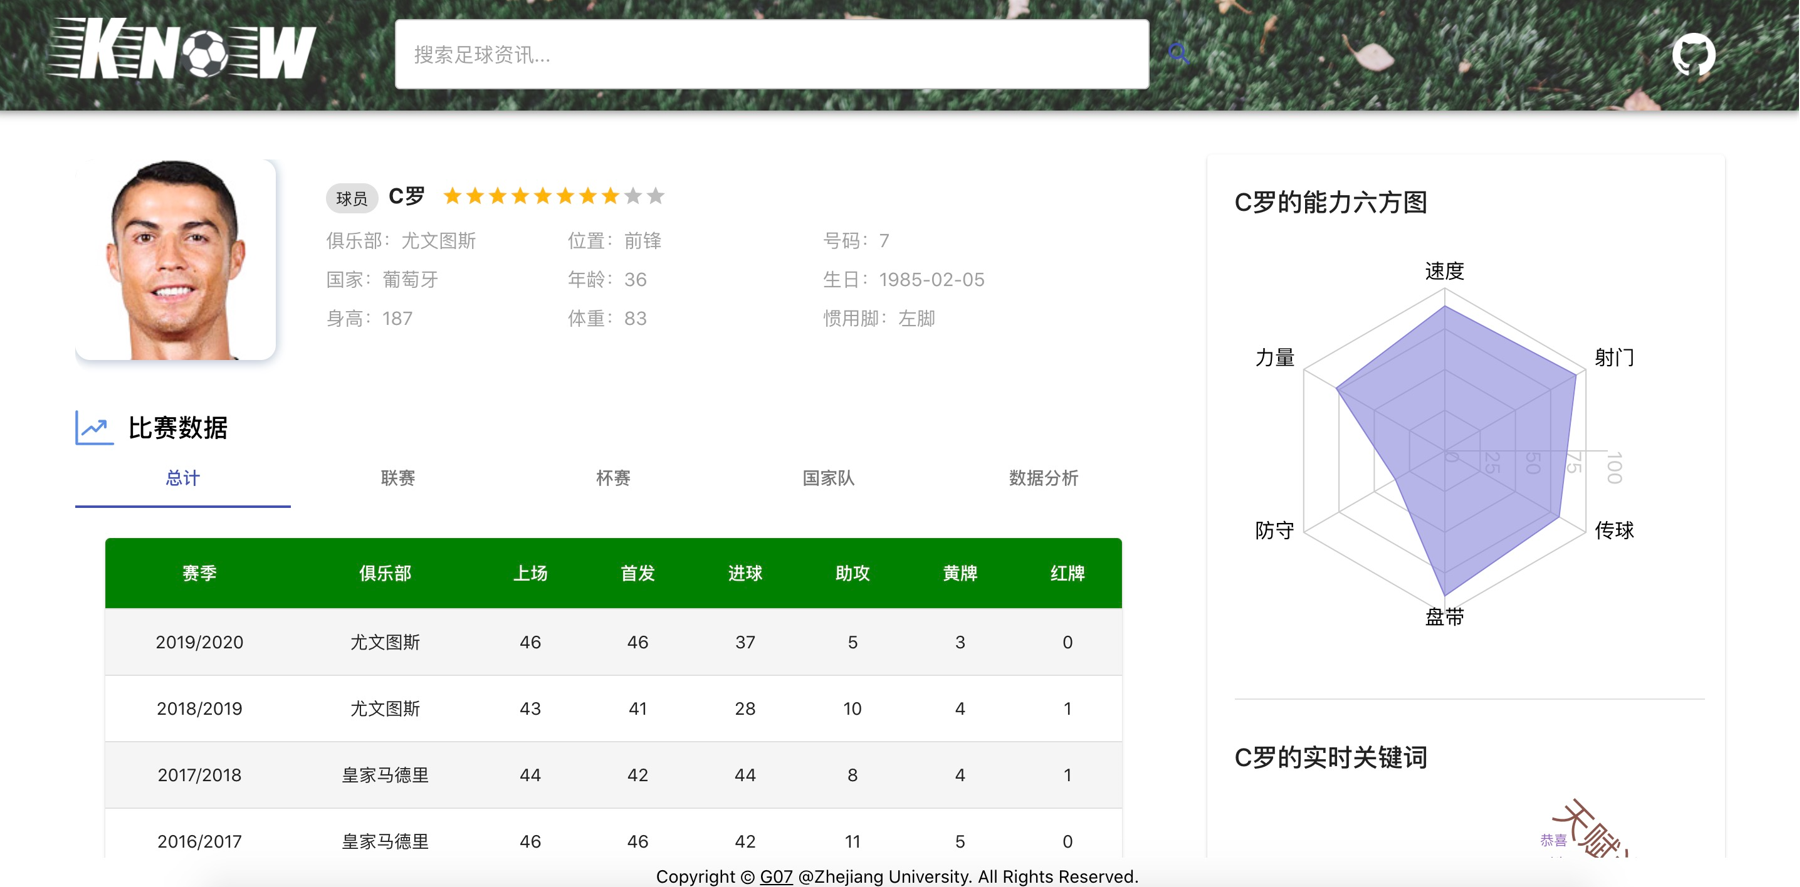 KNOW
搜索足球资讯...
球员 C罗
俱乐部：尤文图斯 位置：前锋 号码：7
国家：葡萄牙 年龄：36 生日：1985-02-05
身高：187 体重：83 惯用脚：左脚
比赛数据
总计 联赛 杯赛 国家队 数据分析
赛季 俱乐部 上场 首发 进球 助攻 黄牌 红牌
2019/2020 尤文图斯 46 46 37 5 3 0
2018/2019 尤文图斯 43 41 28 10 4 1
2017/2018 皇家马德里 44 42 44 8 4 1
2016/2017 皇家马德里 46 46 42 11 5 0
C罗的能力六方图
速度
力量 射门
0 25 50 75 100
防守 传球
盘带
C罗的实时关键词
天赋
恭喜
Copyright © G07 @Zhejiang University. All Rights Reserved.